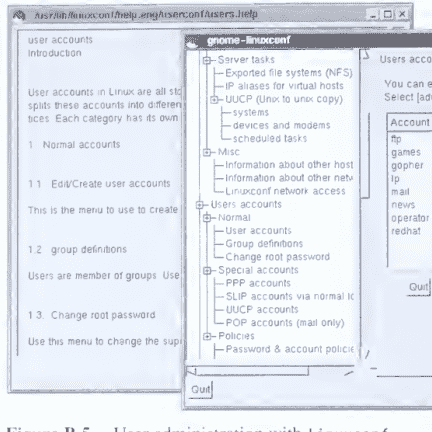 /usr/lib/linuxconf/help.eng/userconf/users.help
user accounts
Introduction
User accounts in Linux are all sto
splits these accounts into differen
tices. Each category has its own
1 Normal accounts
1.1 Edit/Create user accounts
This is the menu to use to create
1.2 group definitions
Users are member of groups Use
1.3. Change root password
Use this menu to change the sup
gnome-linuxconf
Server tasks
Exported file systems (NFS)
IP aliases for virtual hosts
UUCP (Unix to unix copy)
systems
devices and modems
scheduled tasks
Misc
Information about other host
Information about other netw
Linuxconf network access
Users accounts
Normal
User accounts
Group definitions
Change root password
Special accounts
PPP accounts
SLIP accounts via normal lo
UUCP accounts
POP accounts (mail only)
Policies
Password & account policie
Quit
Users acco
You can e
Select [ad
Account
ftp
games
gopher
lp
mail
news
operator
redhat
Quit
Figure B.5 User administration with linuxconf